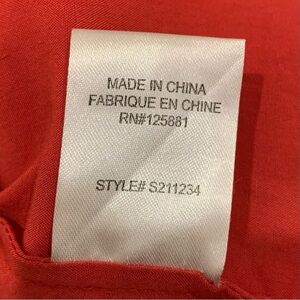 MADE IN CHINA
FABRIQUE EN CHINE
RN#125881
STYLE# S211234